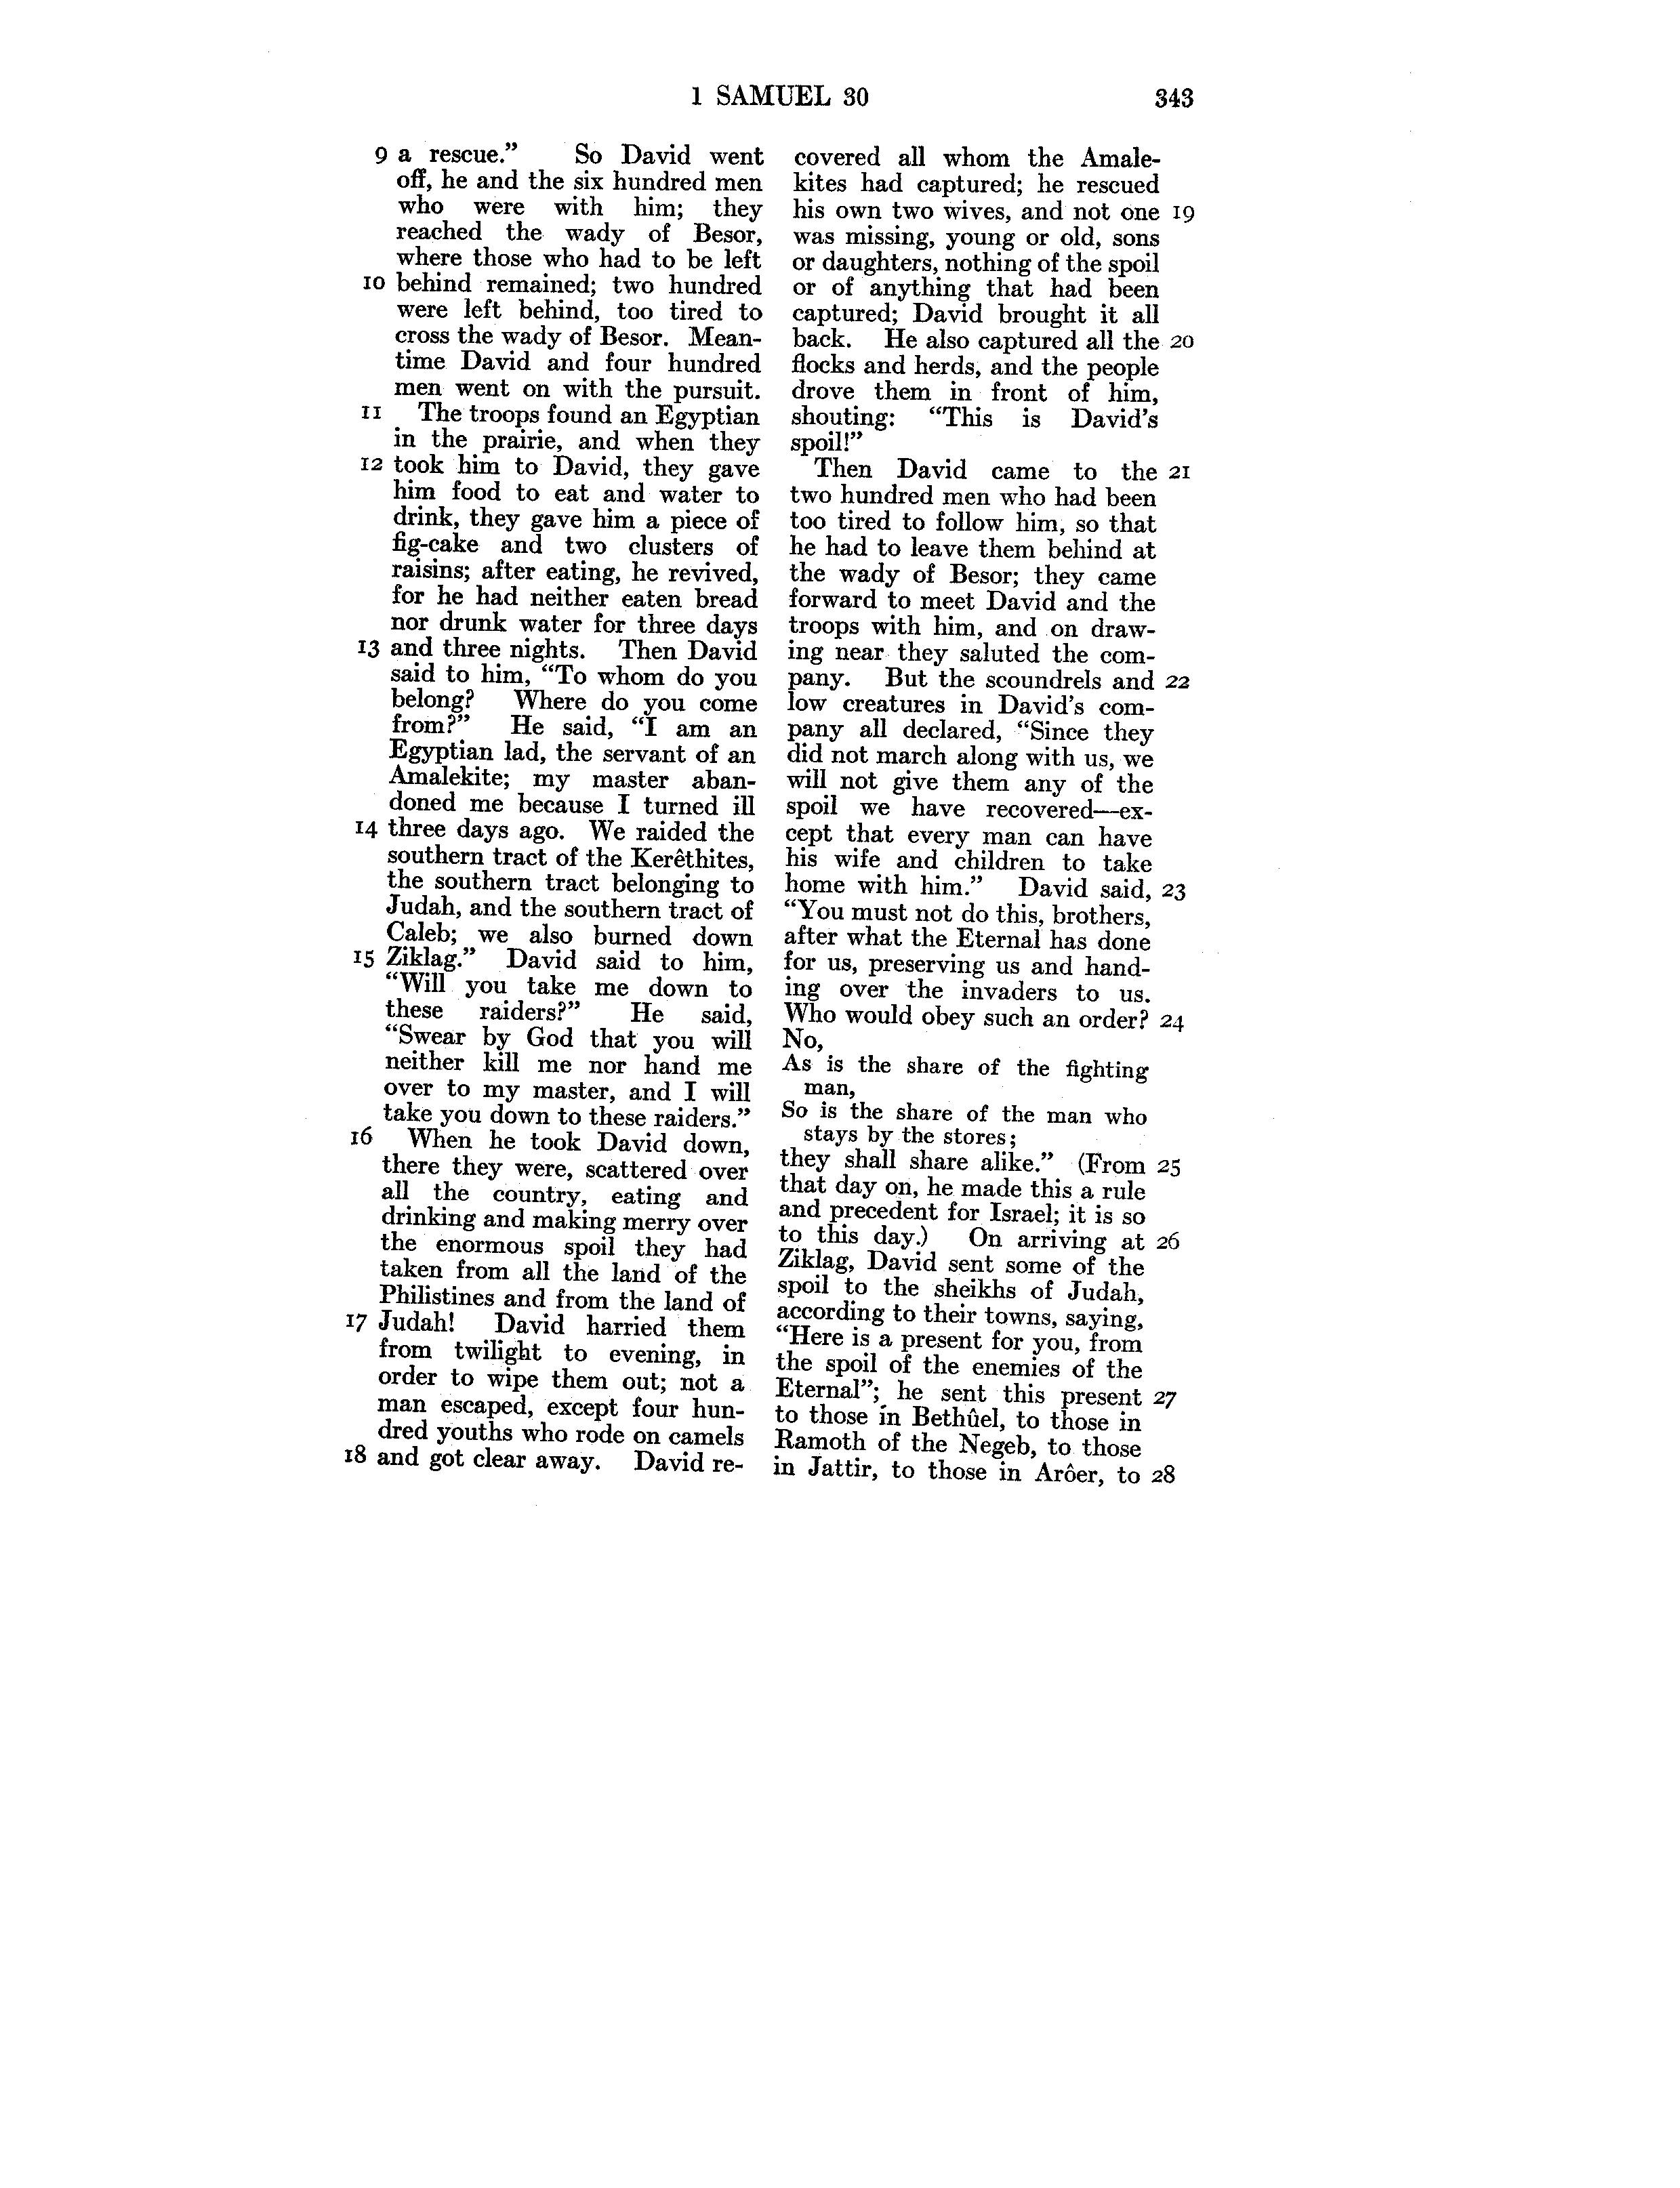 1 SAMUEL 30 343
9 a rescue.” So David went
off, he and the six hundred men
who were with him; they
reached the wady of Besor,
where those who had to be left
10 behind remained; two hundred
were left behind, too tired to
cross the wady of Besor. Mean-
time David and four hundred
men went on with the pursuit.
11 The troops found an Egyptian
in the prairie, and when they
12 took him to David, they gave
him food to eat and water to
drink, they gave him a piece of
fig-cake and two clusters of
raisins; after eating, he revived,
for he had neither eaten bread
nor drunk water for three days
13 and three nights. Then David
said to him, “To whom do you
belong? Where do you come
from?” He said, “I am an
Egyptian lad, the servant of an
Amalekite; my master aban-
doned me because I turned ill
14 three days ago. We raided the
southern tract of the Kerêthites,
the southern tract belonging to
Judah, and the southern tract of
Caleb; we also burned down
15 Ziklag.” David said to him,
“Will you take me down to
these raiders?” He said,
“Swear by God that you will
neither kill me nor hand me
over to my master, and I will
take you down to these raiders.”
16 When he took David down,
there they were, scattered over
all the country, eating and
drinking and making merry over
the enormous spoil they had
taken from all the land of the
Philistines and from the land of
17 Judah! David harried them
from twilight to evening, in
order to wipe them out; not a
man escaped, except four hun-
dred youths who rode on camels
18 and got clear away. David re-
covered all whom the Amale-
kites had captured; he rescued
his own two wives, and not one 19
was missing, young or old, sons
or daughters, nothing of the spoil
or of anything that had been
captured; David brought it all
back. He also captured all the 20
flocks and herds, and the people
drove them in front of him,
shouting: “This is David’s
spoil!”
Then David came to the 21
two hundred men who had been
too tired to follow him, so that
he had to leave them behind at
the wady of Besor; they came
forward to meet David and the
troops with him, and on draw-
ing near they saluted the com-
pany. But the scoundrels and 22
low creatures in David’s com-
pany all declared, “Since they
did not march along with us, we
will not give them any of the
spoil we have recovered—ex-
cept that every man can have
his wife and children to take
home with him.” David said, 23
“You must not do this, brothers,
after what the Eternal has done
for us, preserving us and hand-
ing over the invaders to us.
Who would obey such an order? 24
No,
As is the share of the fighting
man,
So is the share of the man who
stays by the stores;
they shall share alike.” (From 25
that day on, he made this a rule
and precedent for Israel; it is so
to this day.) On arriving at 26
Ziklag, David sent some of the
spoil to the sheikhs of Judah,
according to their towns, saying,
“Here is a present for you, from
the spoil of the enemies of the
Eternal”; he sent this present 27
to those in Bethûel, to those in
Ramoth of the Negeb, to those
in Jattir, to those in Arôer, to 28